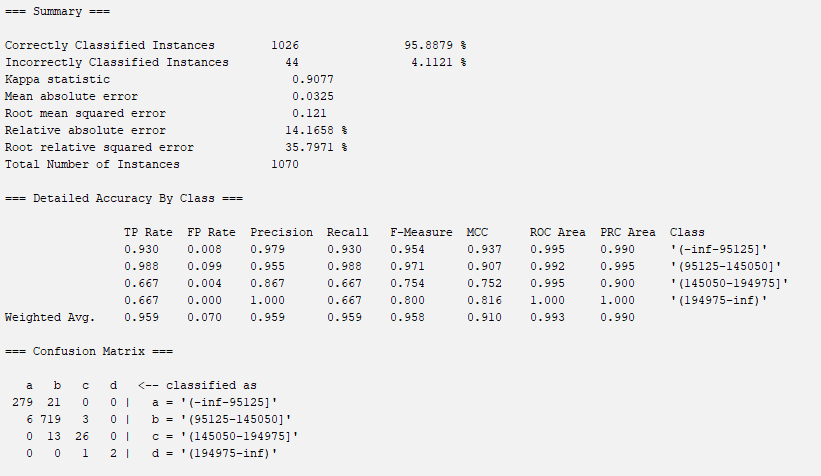 === Summary ===
Correctly Classified Instances 1026 95.8879 %
Incorrectly Classified Instances 44 4.1121 %
Kappa statistic 0.9077
Mean absolute error 0.0325
Root mean squared error 0.121
Relative absolute error 14.1658 %
Root relative squared error 35.7971 %
Total Number of Instances 1070
=== Detailed Accuracy By Class ===
TP Rate FP Rate Precision Recall F-Measure MCC ROC Area PRC Area Class
0.930 0.008 0.979 0.930 0.954 0.937 0.995 0.990 '(-inf-95125]'
0.988 0.099 0.955 0.988 0.971 0.907 0.992 0.995 '(95125-145050]'
0.667 0.004 0.867 0.667 0.754 0.752 0.995 0.900 '(145050-194975]'
0.667 0.000 1.000 0.667 0.800 0.816 1.000 1.000 '(194975-inf)'
Weighted Avg. 0.959 0.070 0.959 0.959 0.958 0.910 0.993 0.990
=== Confusion Matrix ===
a b c d <-- classified as
279 21 0 0 | a = '(-inf-95125]'
6 719 3 0 | b = '(95125-145050]'
0 13 26 0 | c = '(145050-194975]'
0 0 1 2 | d = '(194975-inf)'